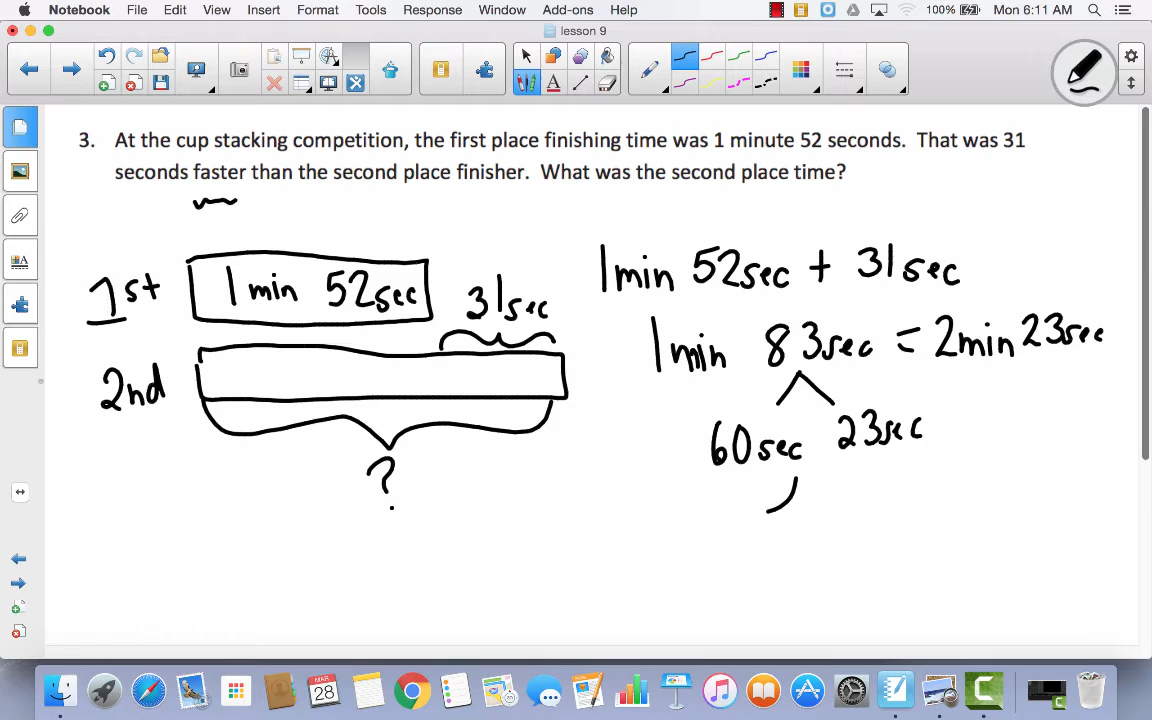 Notebook File Edit View Insert Format Tools Response Window Add-ons Help 100% Mon 6:11 AM
lesson 9
A
A
3. At the cup stacking competition, the first place finishing time was 1 minute 52 seconds. That was 31
seconds faster than the second place finisher. What was the second place time?
1st
1 min 52sec
31sec
2nd
?
1min 52sec + 31sec
1min 83sec = 2min 23sec
60sec 23sec
MAR
28